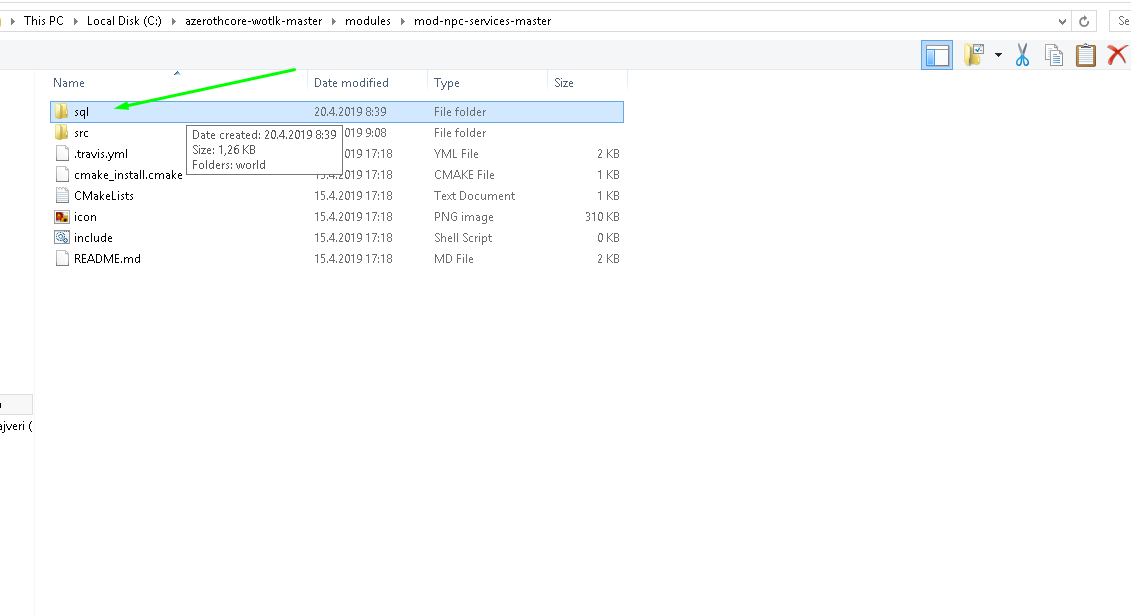 This PC Local Disk (C:) azerothcore-wotlk-master modules mod-npc-services-master Se
Name Date modified Type Size
sql 20.4.2019 8:39 File folder
src 019 9:08 File folder
Date created: 20.4.2019 8:39
Size: 1,26 KB
Folders: world
.travis.yml 019 17:18 YML File 2 KB
cmake_install.cmake 15.4.2019 17:18 CMAKE File 1 KB
CMakeLists 15.4.2019 17:18 Text Document 1 KB
icon 15.4.2019 17:18 PNG image 310 KB
include 15.4.2019 17:18 Shell Script 0 KB
README.md 15.4.2019 17:18 MD File 2 KB
ajveri (